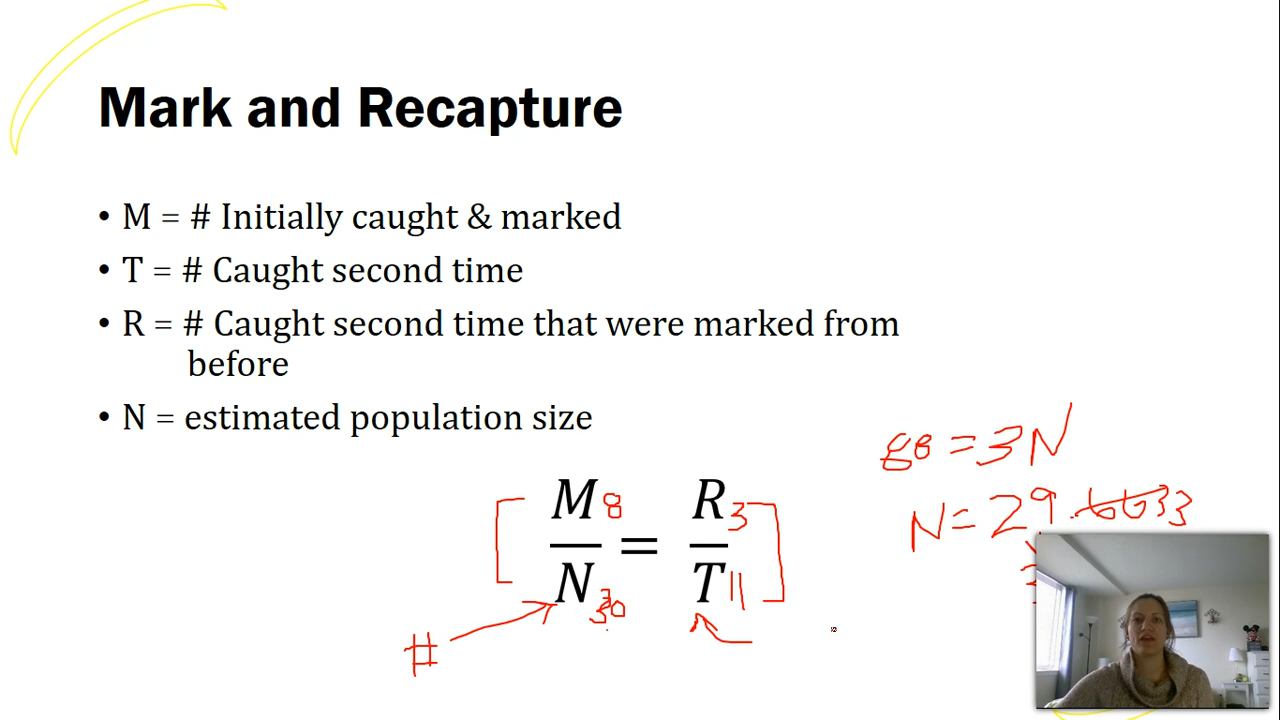 Mark and Recapture
• M = # Initially caught & marked
• T = # Caught second time
• R = # Caught second time that were marked from
before
• N = estimated population size
88 = 3N
N = 29.
M 8 = R 3
N 30 T 11
#